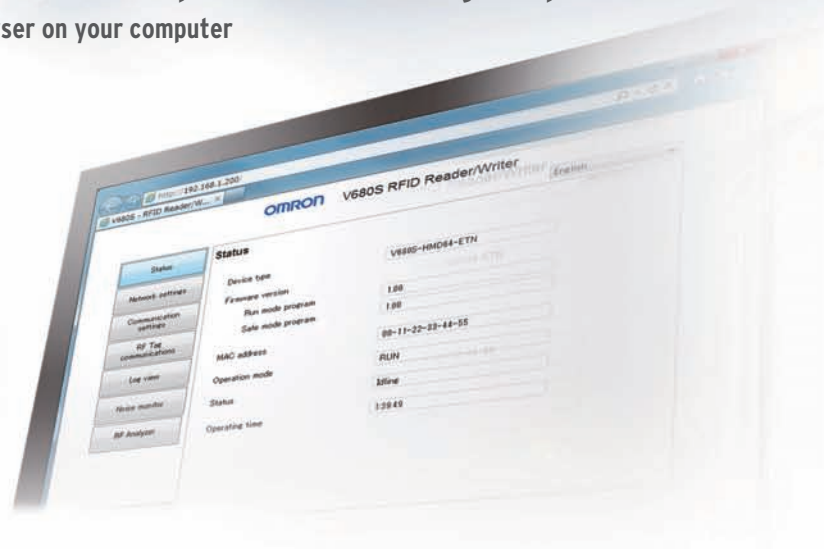 ser on your computer
http://192.168.1.200/
V680S - RFID Reader/W...
OMRON V680S RFID Reader/Writer
English
Status
Network settings
Communication
settings
RF Tag
communications
Log view
Noise monitor
RF Analyzer
Status
Device type V680S-HMD64-ETN
Firmware version
Run mode program 1.00
Safe mode program 1.00
MAC address 00-11-22-33-44-55
Operation mode RUN
Status Idling
Operating time 1:39:49